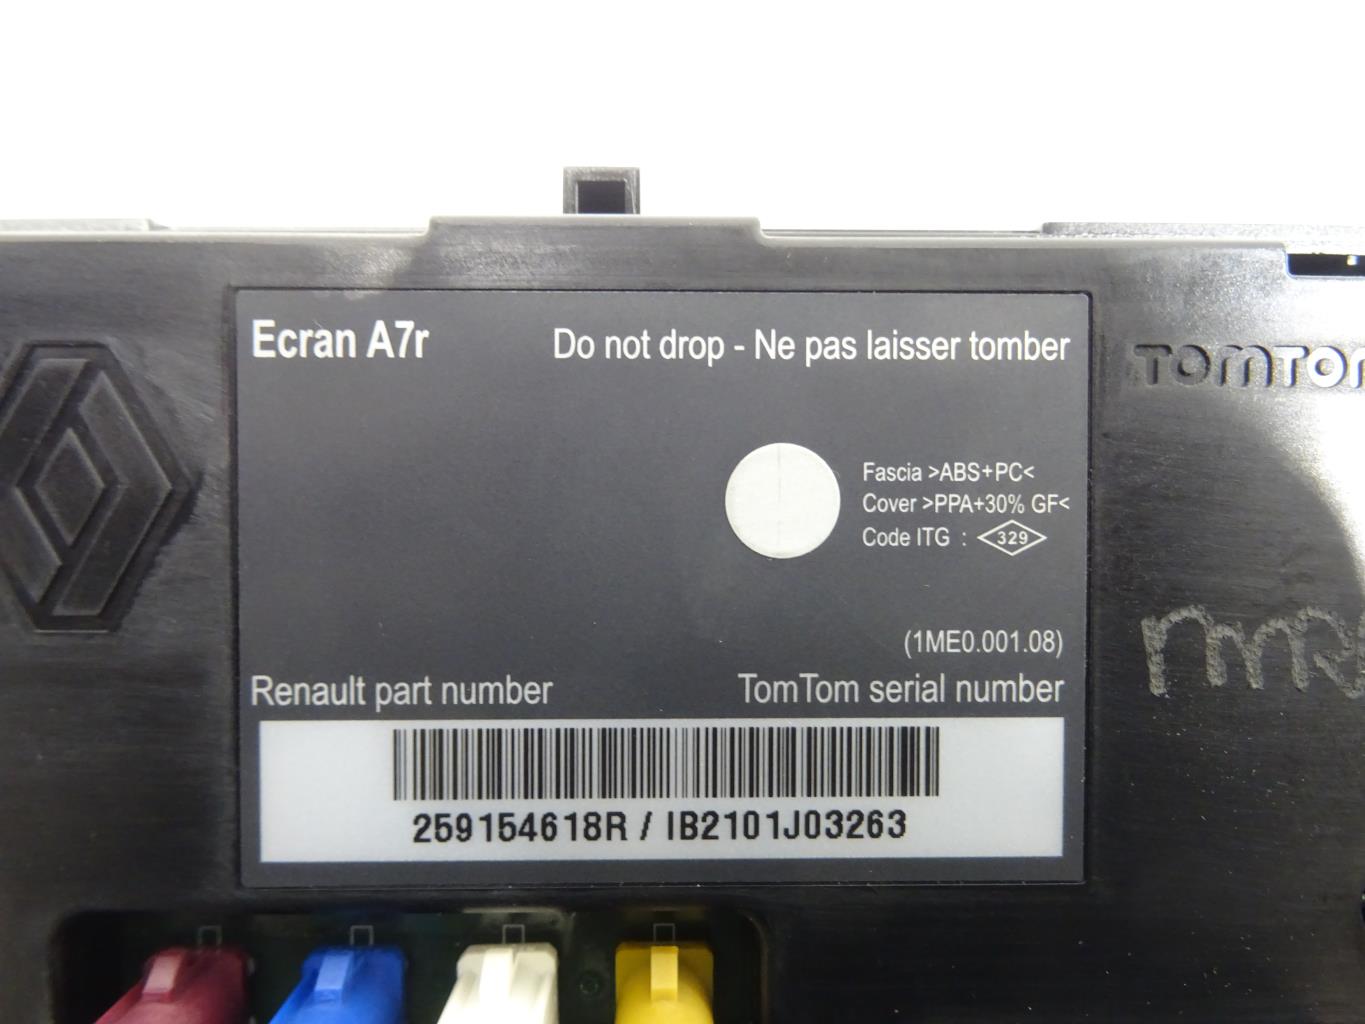 Ecran A7r
Do not drop - Ne pas laisser tomber
TOMTOM
Fascia >ABS+PC<
Cover >PPA+30% GF<
Code ITG : 329
(1ME0.001.08)
Renault part number
TomTom serial number
259154618R / IB2101J03263